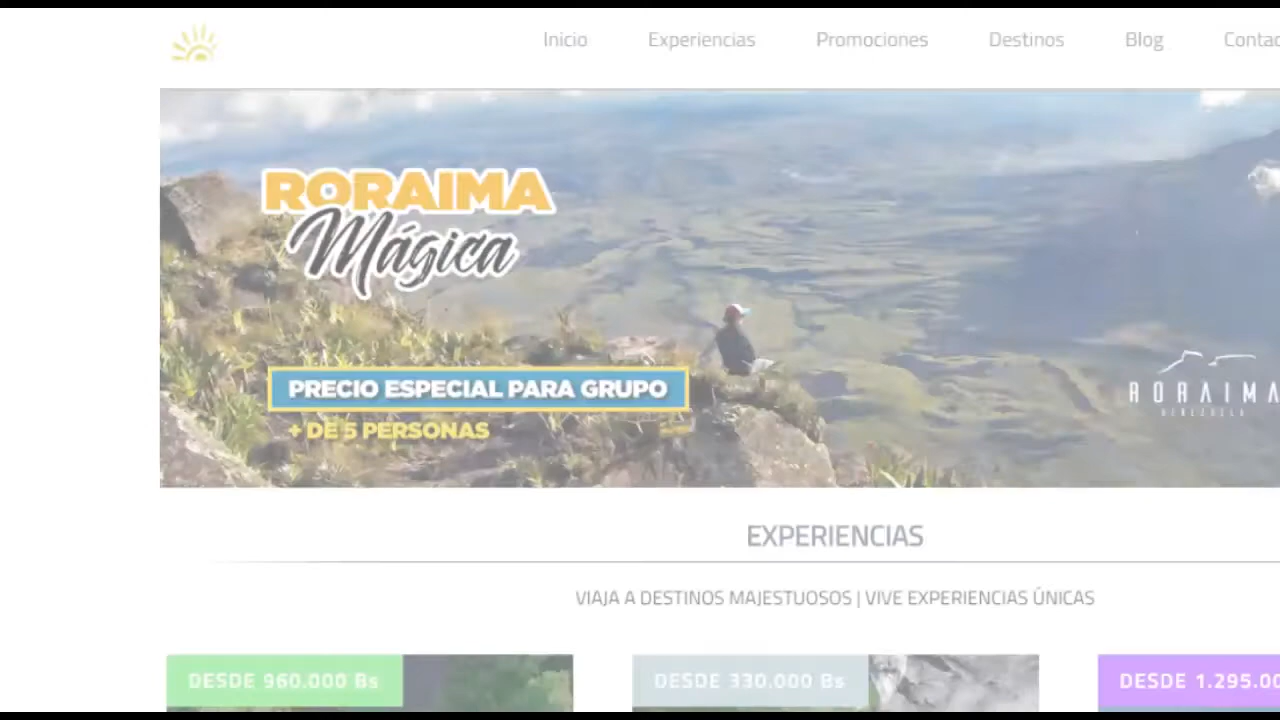 Inicio Experiencias Promociones Destinos Blog Contac
RORAIMA
Mágica
PRECIO ESPECIAL PARA GRUPO
+ DE 5 PERSONAS
RORAIMA
VENEZUELA
EXPERIENCIAS
VIAJA A DESTINOS MAJESTUOSOS | VIVE EXPERIENCIAS ÚNICAS
DESDE 960.000 Bs DESDE 330.000 Bs DESDE 1.295.00